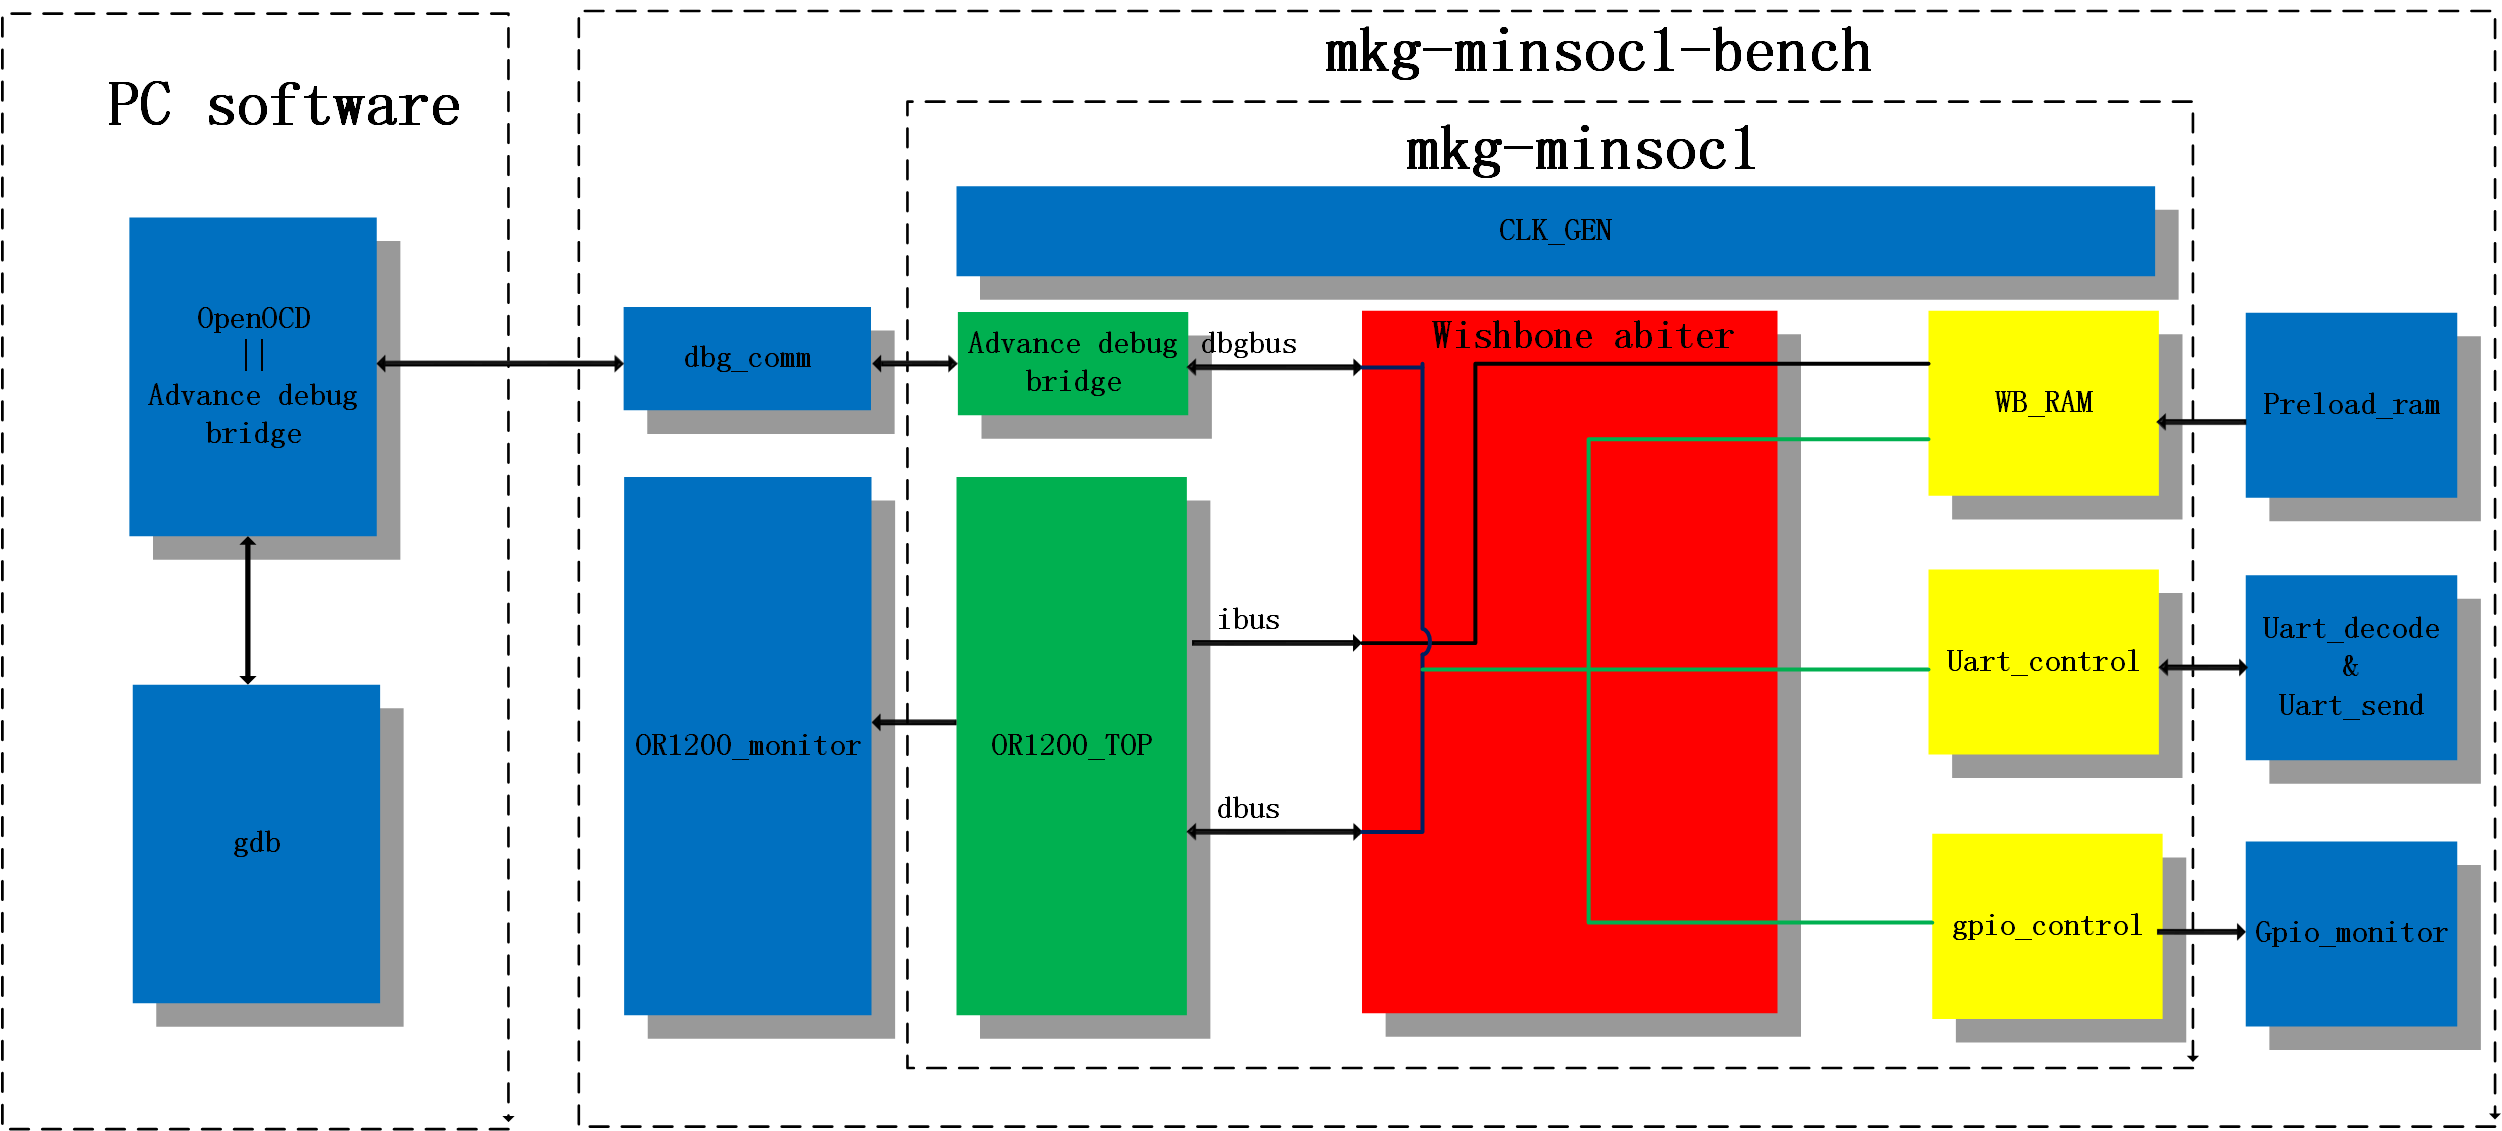 PC software
OpenOCD
||
Advance debug
bridge
gdb
mkg-minsoc1-bench
mkg-minsoc1
CLK_GEN
dbg_comm
Advance debug
bridge
dbgbus
Wishbone abiter
WB_RAM
Preload_ram
OR1200_monitor
OR1200_TOP
ibus
dbus
Uart_control
Uart_decode
&
Uart_send
gpio_control
Gpio_monitor